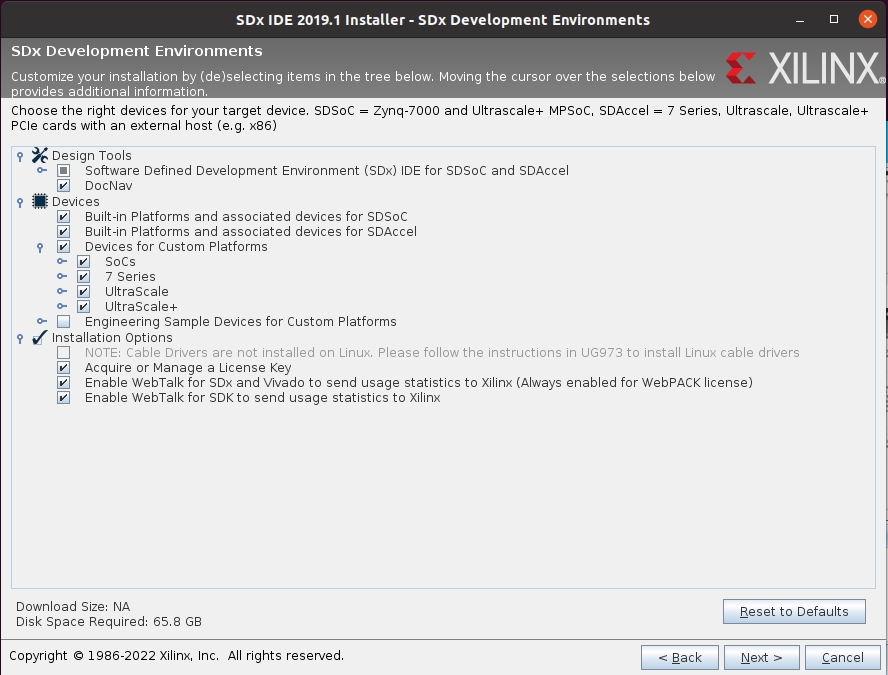 SDx IDE 2019.1 Installer - SDx Development Environments
SDx Development Environments
Customize your installation by (de)selecting items in the tree below. Moving the cursor over the selections below
provides additional information.
XILINX®
Choose the right devices for your target device. SDSoC = Zynq-7000 and Ultrascale+ MPSoC, SDAccel = 7 Series, Ultrascale, Ultrascale+
PCIe cards with an external host (e.g. x86)
Design Tools
Software Defined Development Environment (SDx) IDE for SDSoC and SDAccel
DocNav
Devices
Built-in Platforms and associated devices for SDSoC
Built-in Platforms and associated devices for SDAccel
Devices for Custom Platforms
SoCs
7 Series
UltraScale
UltraScale+
Engineering Sample Devices for Custom Platforms
Installation Options
NOTE: Cable Drivers are not installed on Linux. Please follow the instructions in UG973 to install Linux cable drivers
Acquire or Manage a License Key
Enable WebTalk for SDx and Vivado to send usage statistics to Xilinx (Always enabled for WebPACK license)
Enable WebTalk for SDK to send usage statistics to Xilinx
Download Size: NA
Disk Space Required: 65.8 GB
Reset to Defaults
Copyright © 1986-2022 Xilinx, Inc. All rights reserved.
< Back
Next >
Cancel